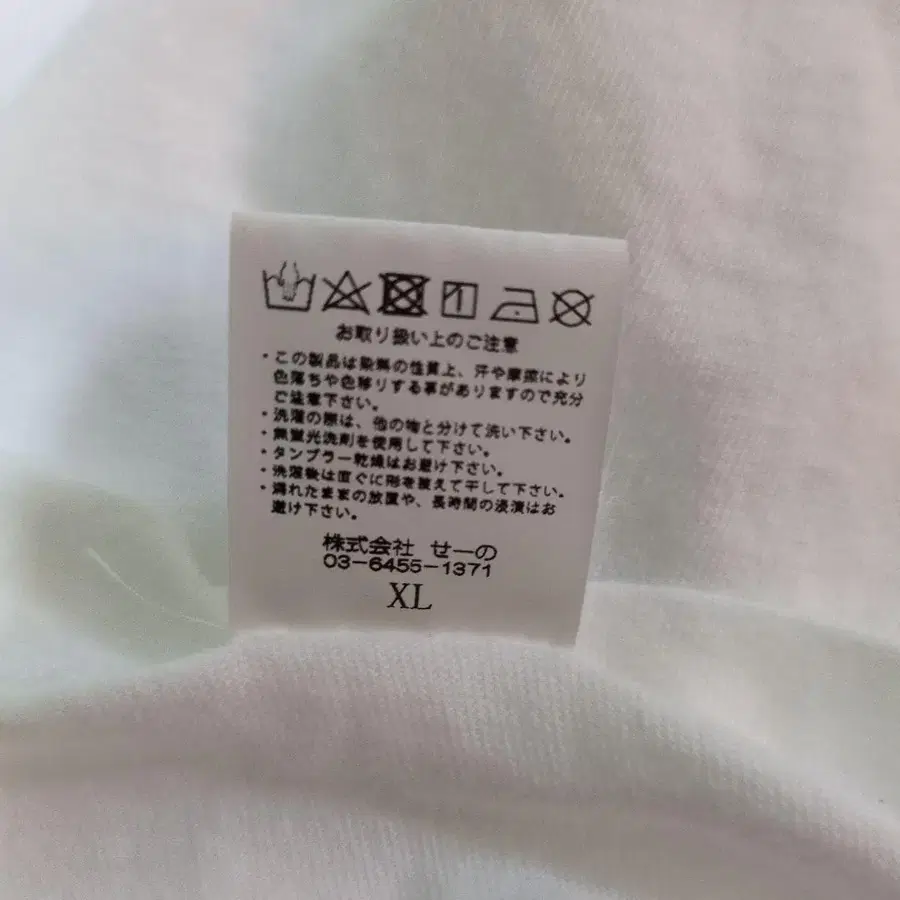 お取り扱い上のご注意
・この製品は染料の性質上、汗や摩擦により
色落ちや色移りする事がありますので充分
ご注意下さい。
・洗濯の際は、他の物と分けて洗い下さい。
・無蛍光洗剤を使用して下さい。
・タンブラー乾燥はお避け下さい。
・洗濯後は直ぐに形を整えて干して下さい。
・濡れたままの放置や、長時間の浸漬はお
避け下さい。
株式会社 せーの
03-6455-1371
XL